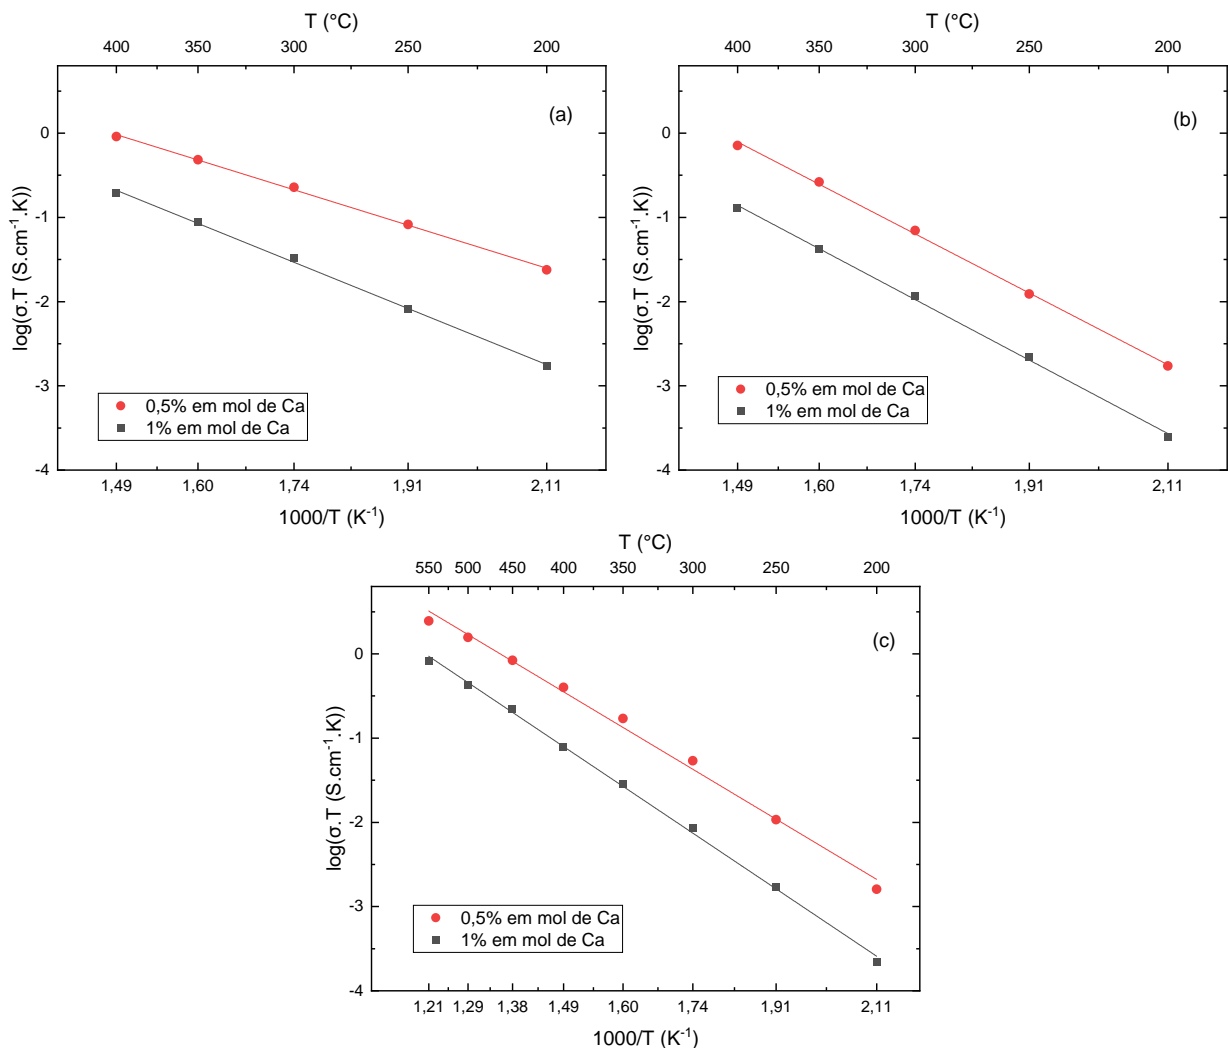 T (°C)
400 350 300 250 200
(a)
0
-1
-2
-3
-4
log(σ.T (S.cm⁻¹.K))
0,5% em mol de Ca
1% em mol de Ca
1,49 1,60 1,74 1,91 2,11
1000/T (K⁻¹)
T (°C)
400 350 300 250 200
(b)
0
-1
-2
-3
-4
log(σ.T (S.cm⁻¹.K))
0,5% em mol de Ca
1% em mol de Ca
1,49 1,60 1,74 1,91 2,11
1000/T (K⁻¹)
T (°C)
550 500 450 400 350 300 250 200
(c)
0
-1
-2
-3
-4
log(σ.T (S.cm⁻¹.K))
0,5% em mol de Ca
1% em mol de Ca
1,21 1,29 1,38 1,49 1,60 1,74 1,91 2,11
1000/T (K⁻¹)